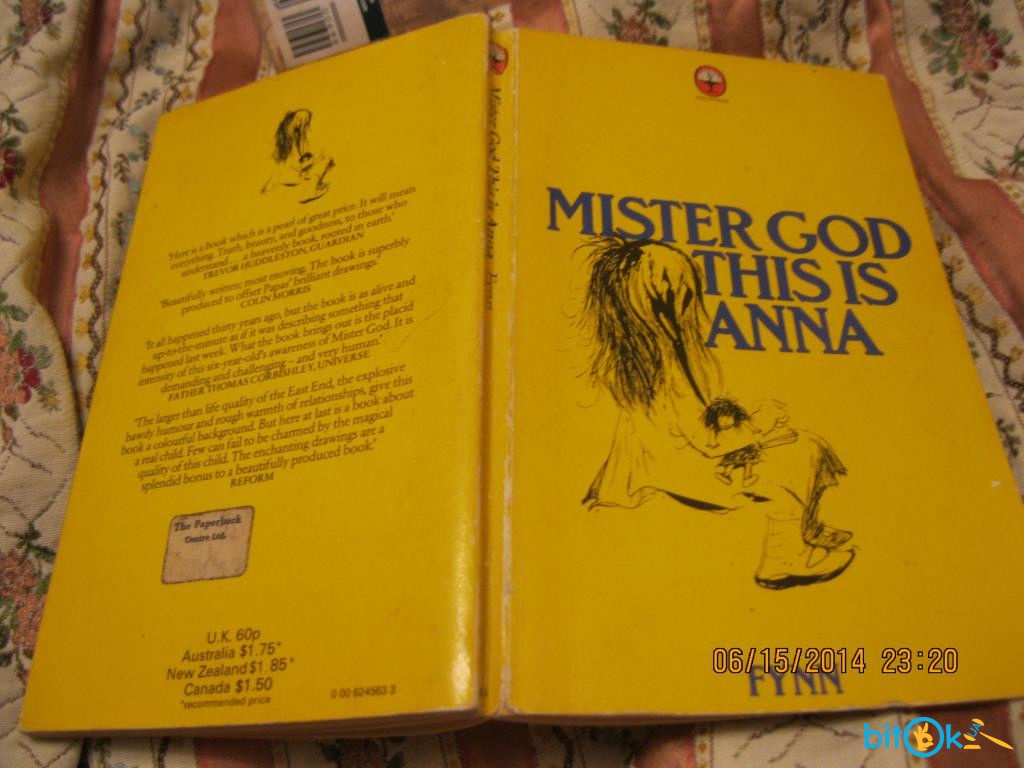 'Here is a book which is a pearl of great price. It will mean
everything. Truth, beauty, and goodness, to those who
understand . . . a heavenly book, rooted in earth.'
TREVOR HUDDLESTON, GUARDIAN
'Beautifully written; most moving. The book is superbly
produced to offset Papas' brilliant drawings.'
COLIN MORRIS
'It all happened thirty years ago, but the book is as alive and
up-to-the-minute as if it was describing something that
happened last week. What the book brings out is the placid
intensity of this six-year-old's awareness of Mister God. It is
demanding and challenging – and very human.'
FATHER THOMAS CORBISHLEY, UNIVERSE
'The larger than life quality of the East End, the explosive
bawdy humour and rough warmth of relationships, give this
book a colourful background. But here at last is a book about
a real child. Few can fail to be charmed by the magical
quality of this child. The enchanting drawings are a
splendid bonus to a beautifully produced book.'
REFORM
The Paperback
Centre Ltd.
U.K. 60p
Australia $1.75*
New Zealand $1.85*
Canada $1.50
*recommended price
0 00 624563 3
Mister God This is Anna Fynn
MISTER GOD
THIS IS
ANNA
FYNN
06/15/2014 23:20
bitOk.UA